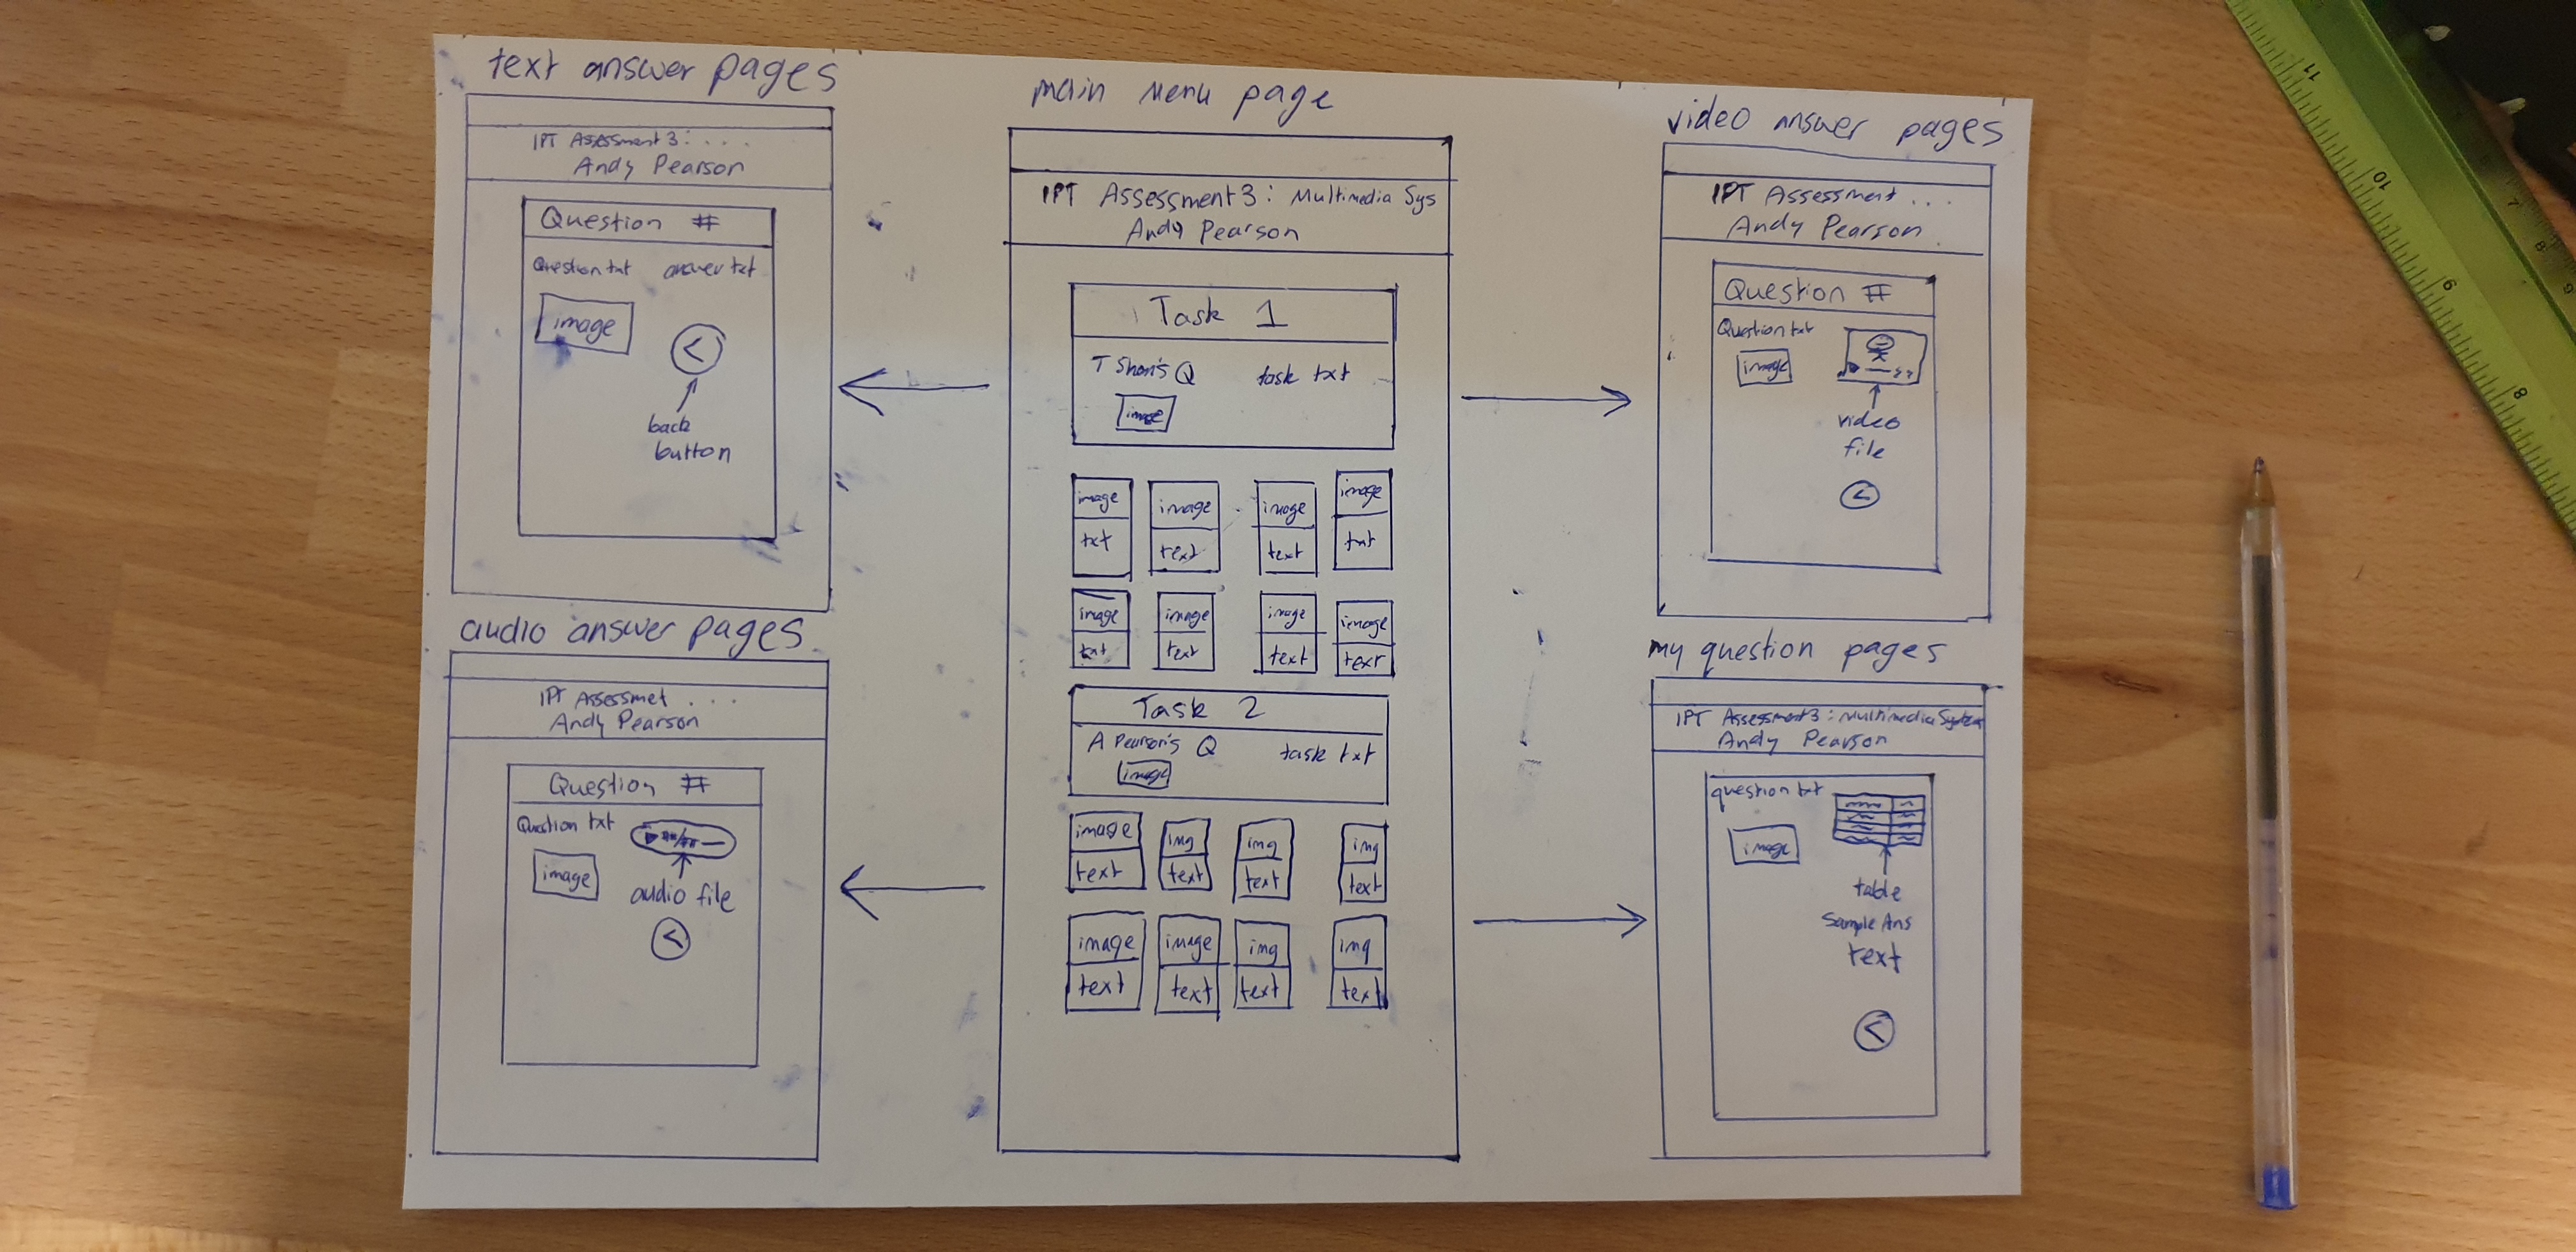 text answer pages
IPT Assessment 3: ....
Andy Pearson
Question #
Question txt answer txt
image
<
back
button
audio answer pages
IPT Assessmet ....
Andy Pearson
Question #
Question txt
image
audio file
<
main menu page
IPT Assessment 3: Multimedia Sys
Andy Pearson
Task 1
T Shon's Q task txt
image
image image image image
txt text text txt
image image image image
txt text text text
Task 2
A Pearson's Q task txt
image
image img img img
text text text text
image image img img
text text text text
video answer pages
IPT Assessment ...
Andy Pearson
Question #
Question txt
image
video
file
<
my question pages
IPT Assessment 3: Multimedia Systems
Andy Pearson
question txt
image
table
Sample Ans
text
<
11
10
9
8